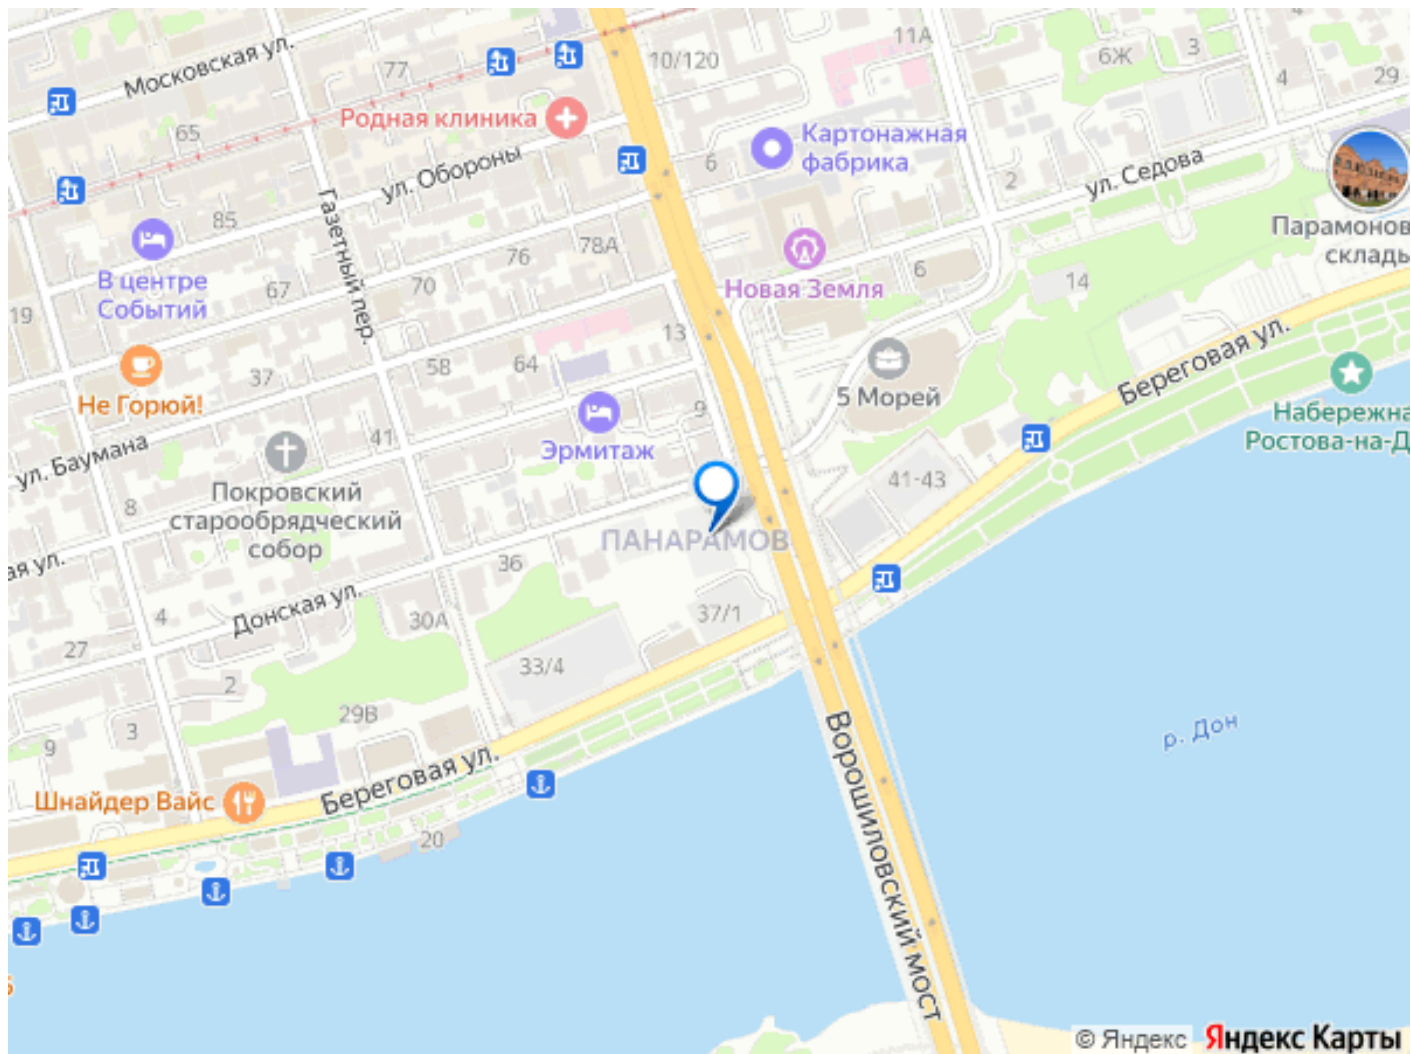 Московская ул.
77
10/120
11А
6Ж
3
4
29
4
65
Родная клиника
Картонажная
фабрика
6
ул. Обороны
2
ул. Седова
Газетный пер.
85
78А
76
Парамонов
склады
В центре
Событий
67
70
Новая Земля
6
14
19
13
58
64
37
5 Морей
Береговая ул.
Не Горюй!
9
Набережна
Ростова-на-Д
ул. Баумана
41
Эрмитаж
8
Покровский
старообрядческий
собор
41-43
ПАНАРАМОВ
ая ул.
36
Донская ул.
4
30А
37/1
27
33/4
2
29В
3
9
Ворошиловский мост
р. Дон
Береговая ул.
Шнайдер Вайс
20
© Яндекс Яндекс Карты